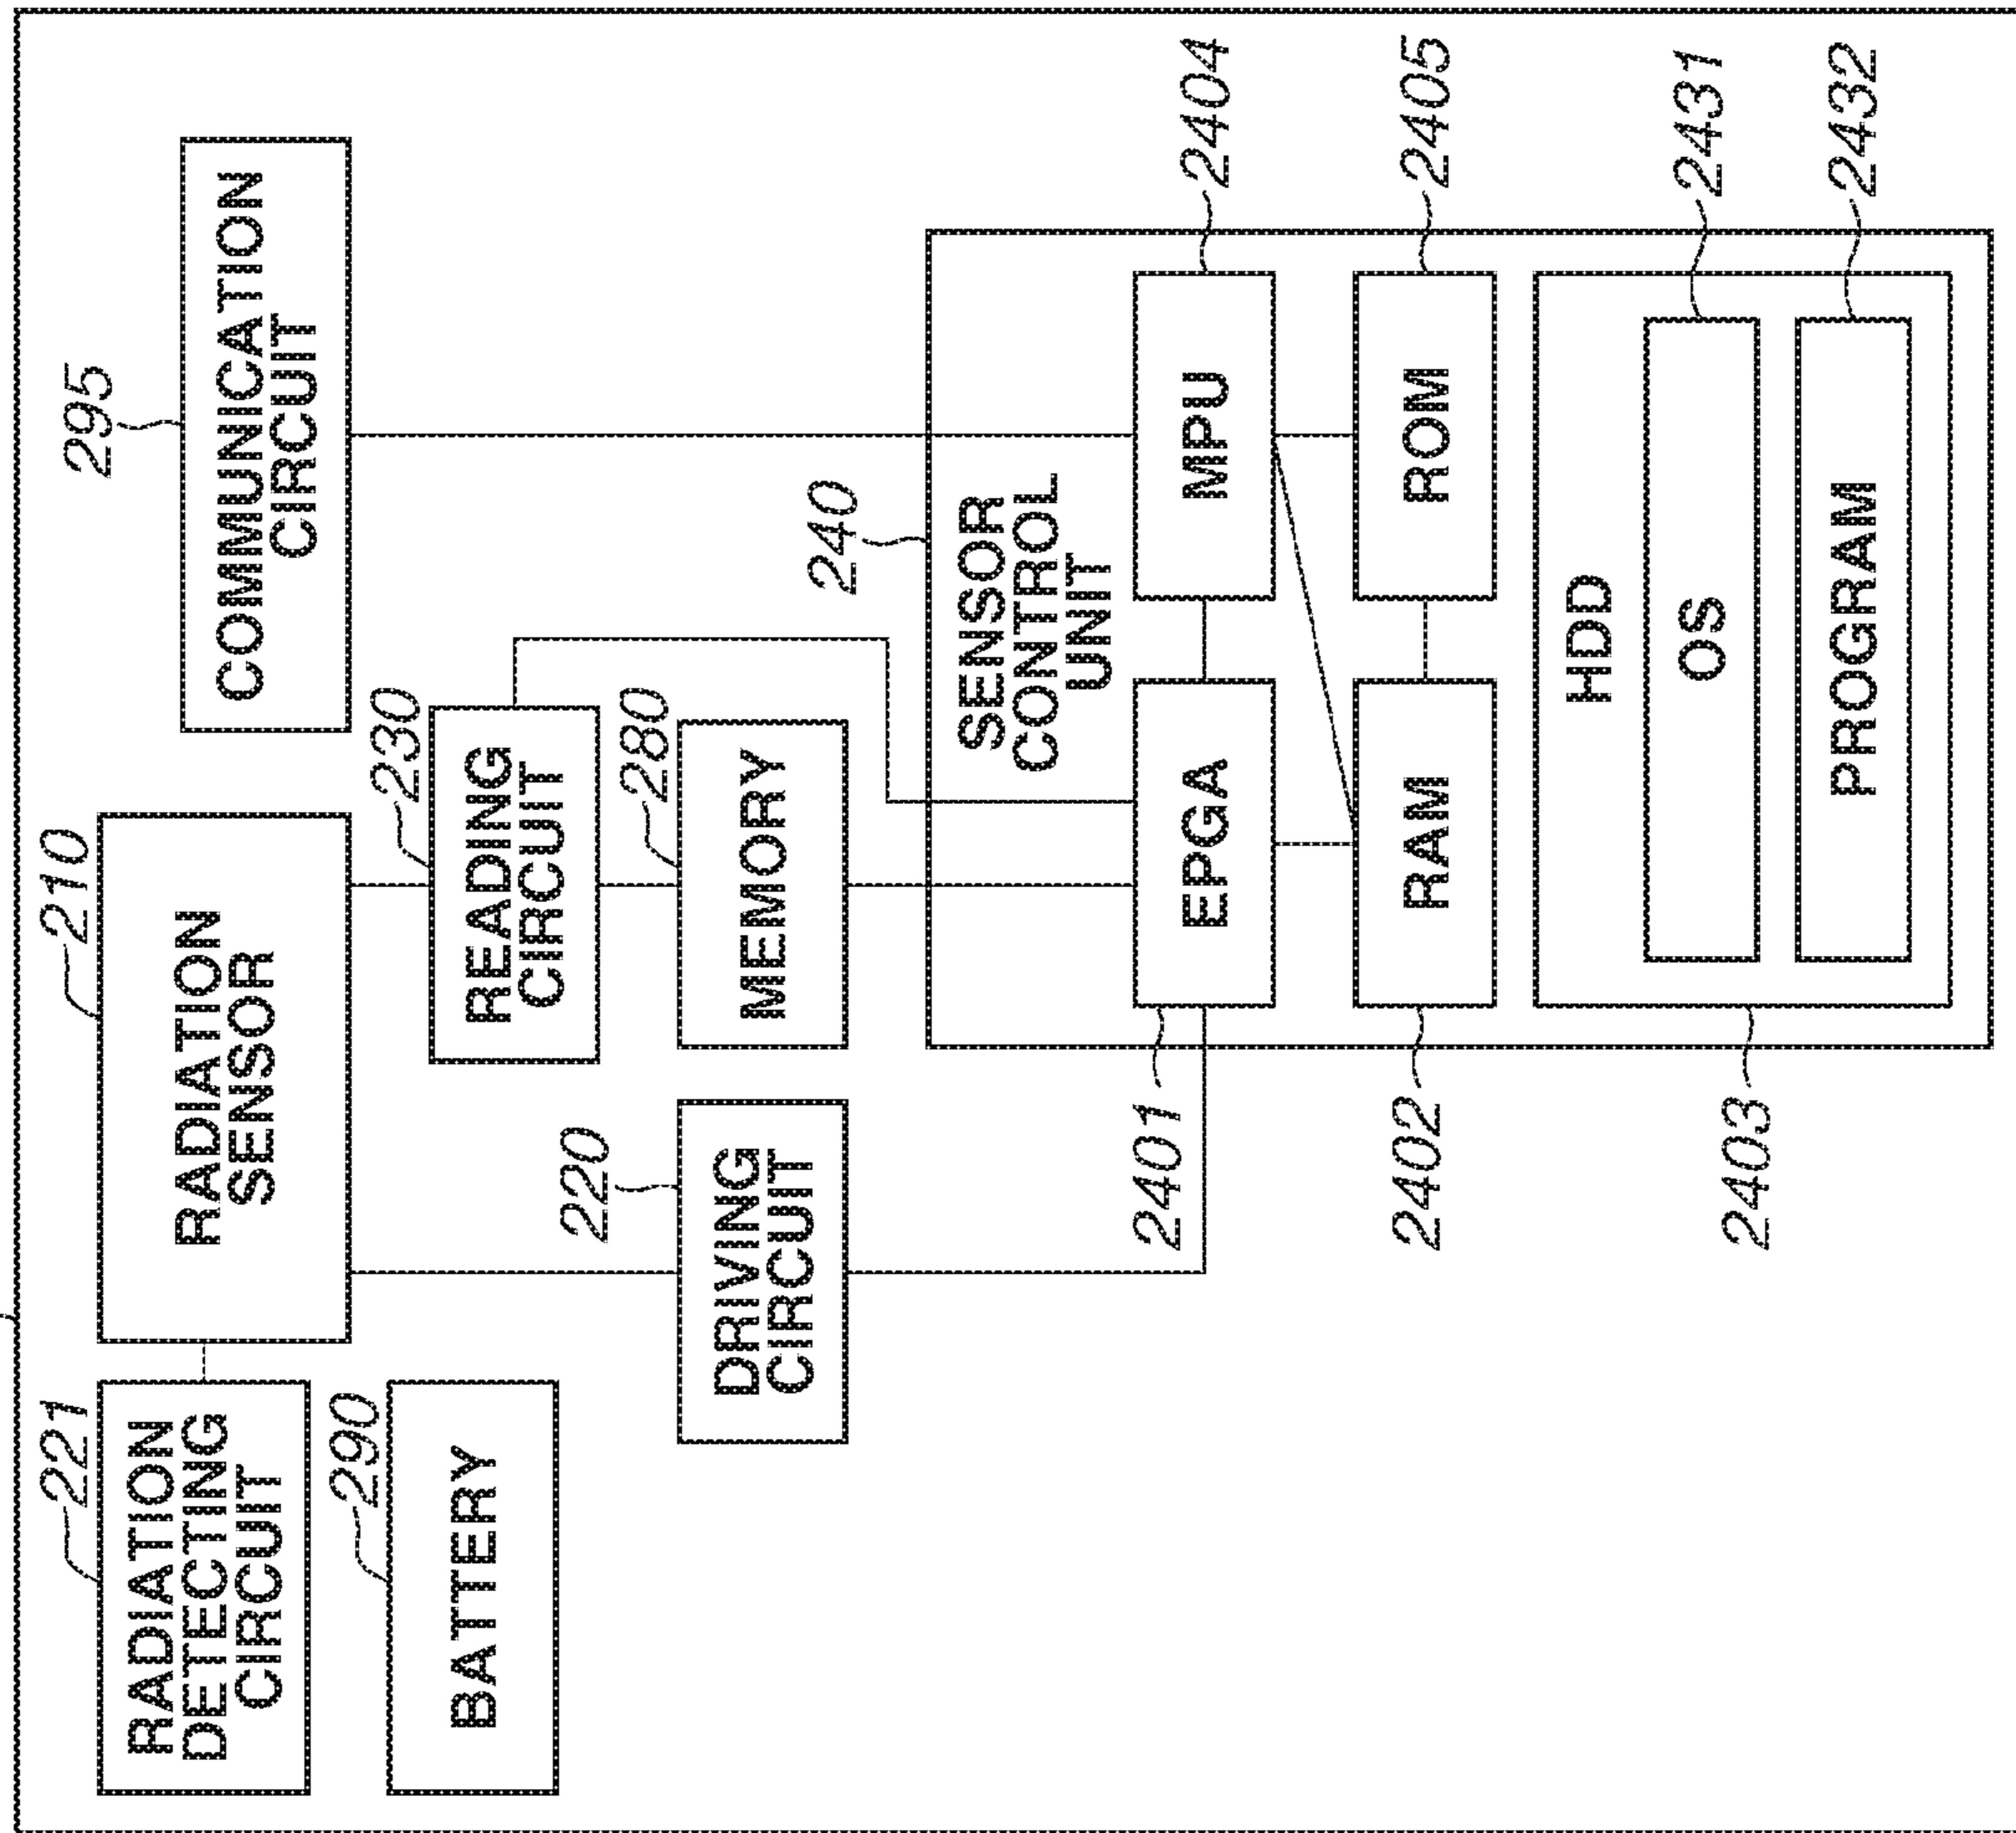 221
RADIATION
DETECTING
CIRCUIT
210
RADIATION
SENSOR
295
COMMUNICATION
CIRCUIT
290
BATTERY
230
READING
CIRCUIT
220
DRIVING
CIRCUIT
280
MEMORY
240
SENSOR
CONTROL
UNIT
2401
EPGA
MPU
2404
2402
RAM
ROM
2405
2403
HDD
OS
2431
PROGRAM
2432